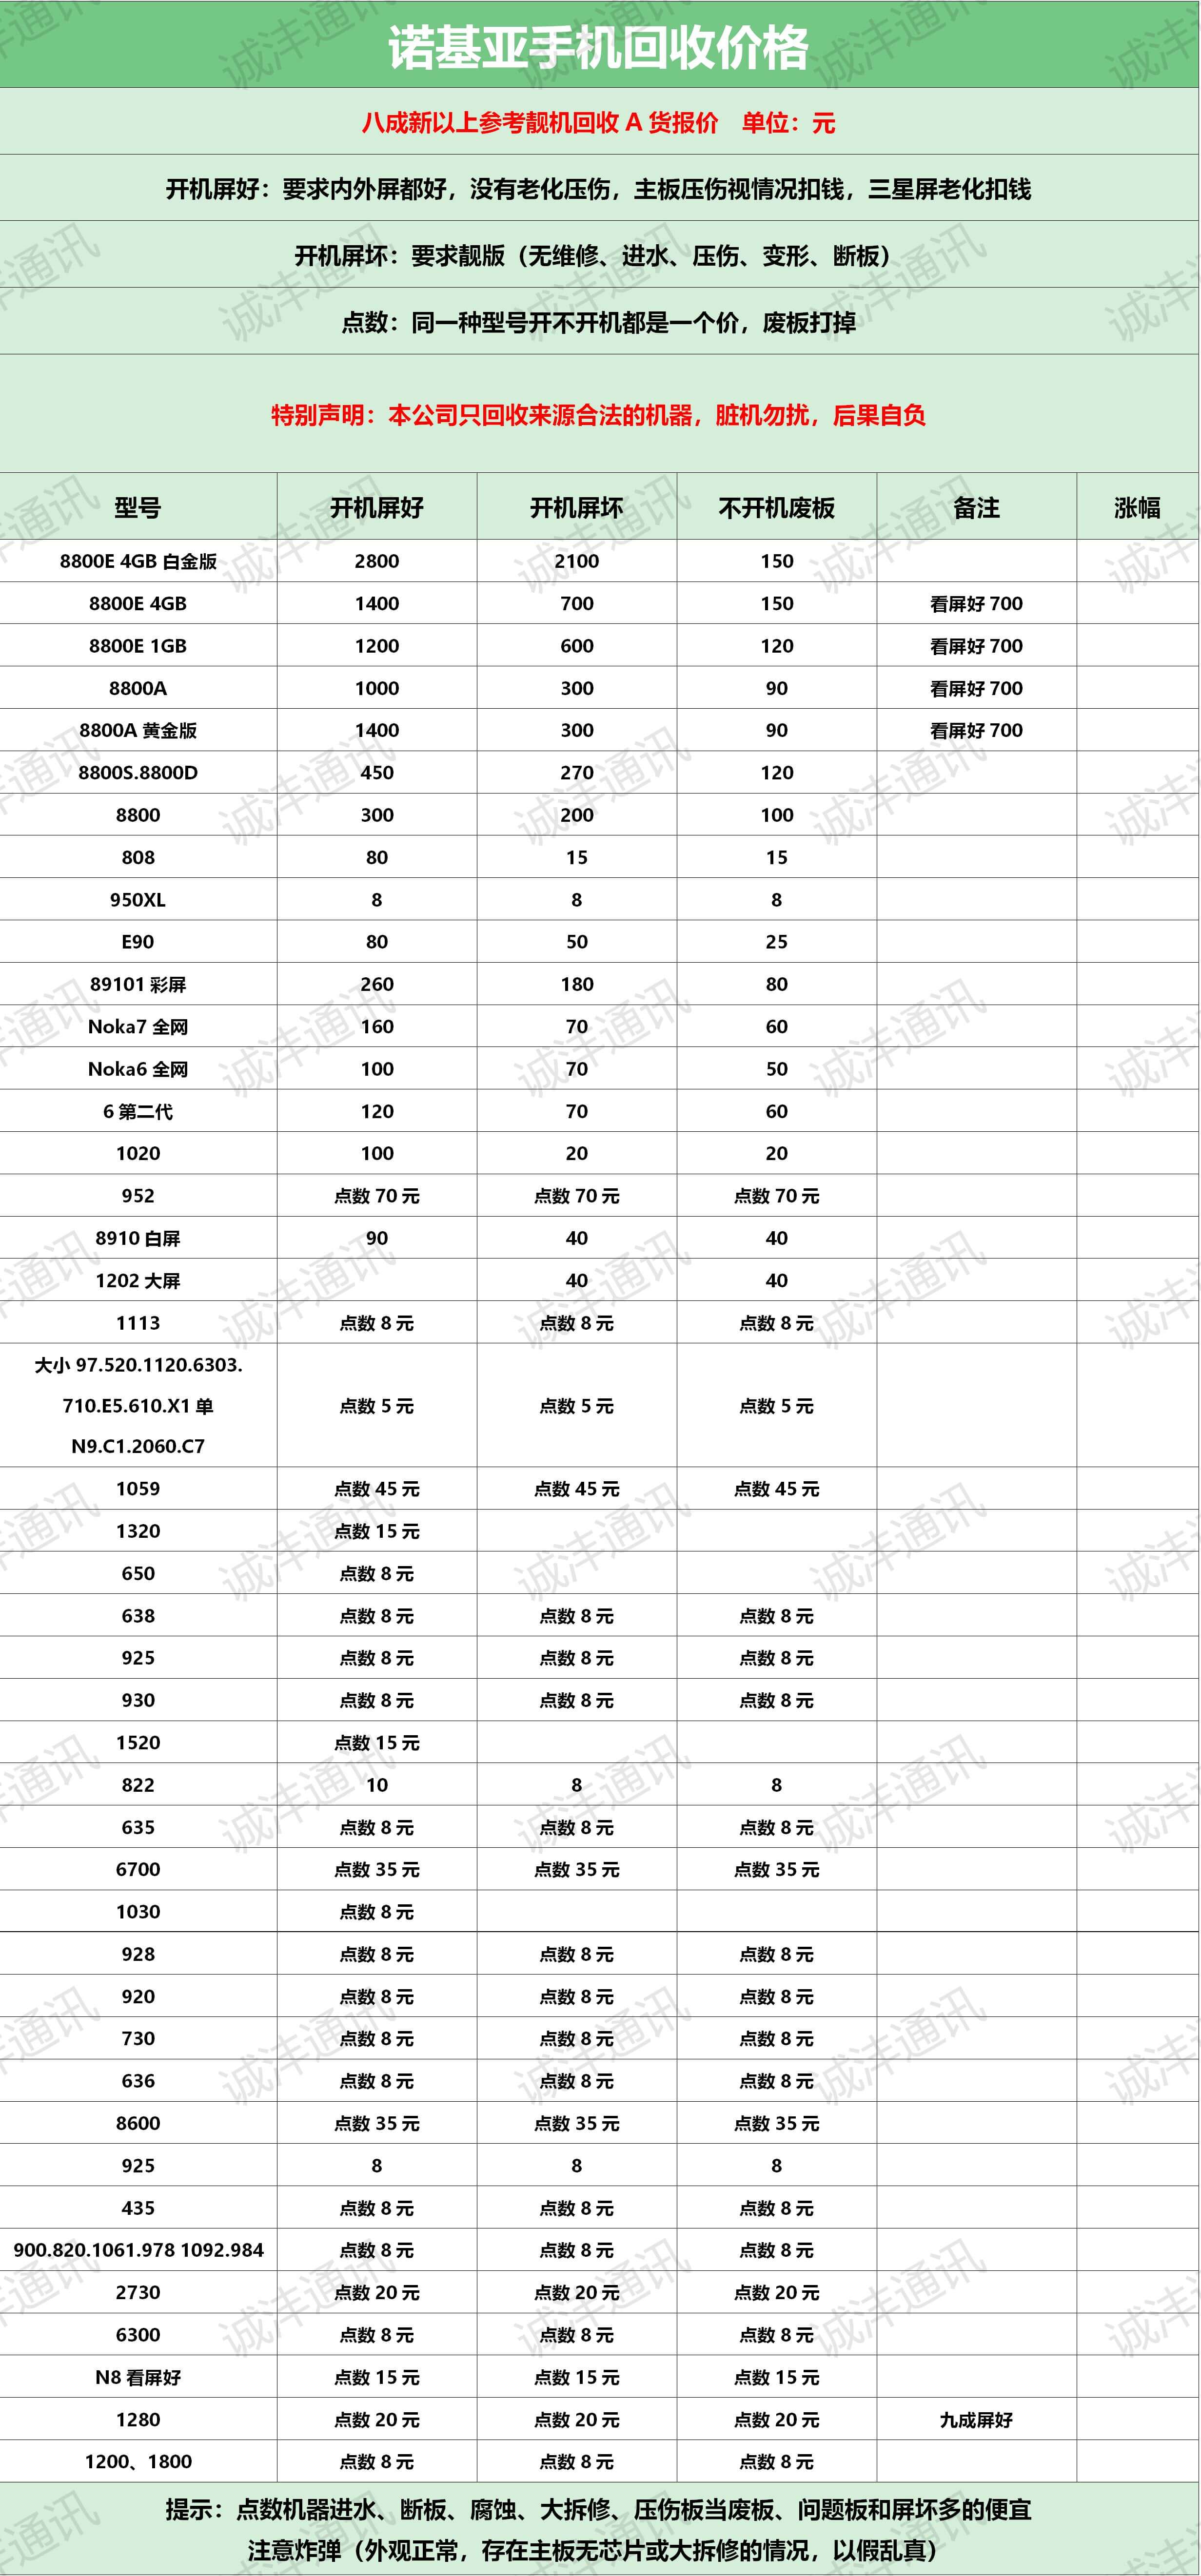 诺基亚手机回收价格
八成新以上参考靓机回收 A 货报价 单位：元
开机屏好：要求内外屏都好，没有老化压伤，主板压伤视情况扣钱，三星屏老化扣钱
开机屏坏：要求靓版（无维修、进水、压伤、变形、断板）
点数：同一种型号开不开机都是一个价，废板打掉
特别声明：本公司只回收来源合法的机器，脏机勿扰，后果自负
型号 开机屏好 开机屏坏 不开机废板 备注 涨幅
8800E 4GB 白金版 2800 2100 150
8800E 4GB 1400 700 150 看屏好 700
8800E 1GB 1200 600 120 看屏好 700
8800A 1000 300 90 看屏好 700
8800A 黄金版 1400 300 90 看屏好 700
8800S.8800D 450 270 120
8800 300 200 100
808 80 15 15
950XL 8 8 8
E90 80 50 25
89101 彩屏 260 180 80
Noka7 全网 160 70 60
Noka6 全网 100 70 50
6 第二代 120 70 60
1020 100 20 20
952 点数 70 元 点数 70 元 点数 70 元
8910 白屏 90 40 40
1202 大屏 40 40
1113 点数 8 元 点数 8 元 点数 8 元
大小 97.520.1120.6303.
710.E5.610.X1 单 点数 5 元 点数 5 元 点数 5 元
N9.C1.2060.C7
1059 点数 45 元 点数 45 元 点数 45 元
1320 点数 15 元
650 点数 8 元
638 点数 8 元 点数 8 元 点数 8 元
925 点数 8 元 点数 8 元 点数 8 元
930 点数 8 元 点数 8 元 点数 8 元
1520 点数 15 元
822 10 8 8
635 点数 8 元 点数 8 元 点数 8 元
6700 点数 35 元 点数 35 元 点数 35 元
1030 点数 8 元
928 点数 8 元 点数 8 元 点数 8 元
920 点数 8 元 点数 8 元 点数 8 元
730 点数 8 元 点数 8 元 点数 8 元
636 点数 8 元 点数 8 元 点数 8 元
8600 点数 35 元 点数 35 元 点数 35 元
925 8 8 8
435 点数 8 元 点数 8 元 点数 8 元
900.820.1061.978 1092.984 点数 8 元 点数 8 元 点数 8 元
2730 点数 20 元 点数 20 元 点数 20 元
6300 点数 8 元 点数 8 元 点数 8 元
N8 看屏好 点数 15 元 点数 15 元 点数 15 元
1280 点数 20 元 点数 20 元 点数 20 元 九成屏好
1200、1800 点数 8 元 点数 8 元 点数 8 元
提示：点数机器进水、断板、腐蚀、大拆修、压伤板当废板、问题板和屏坏多的便宜
注意炸弹（外观正常，存在主板无芯片或大拆修的情况，以假乱真）
诚沣通讯